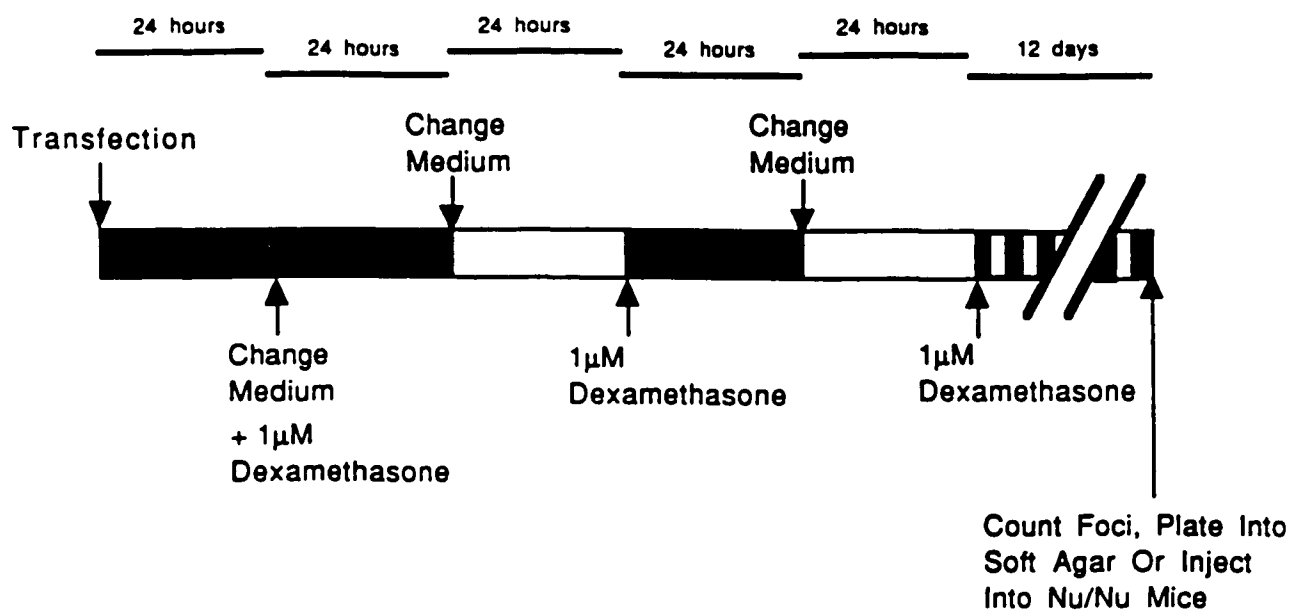 24 hours
24 hours
24 hours
24 hours
24 hours
12 days
Transfection
Change
Medium
Change
Medium
Change
Medium
+ 1µM
Dexamethasone
1µM
Dexamethasone
1µM
Dexamethasone
Count Foci, Plate Into
Soft Agar Or Inject
Into Nu/Nu Mice